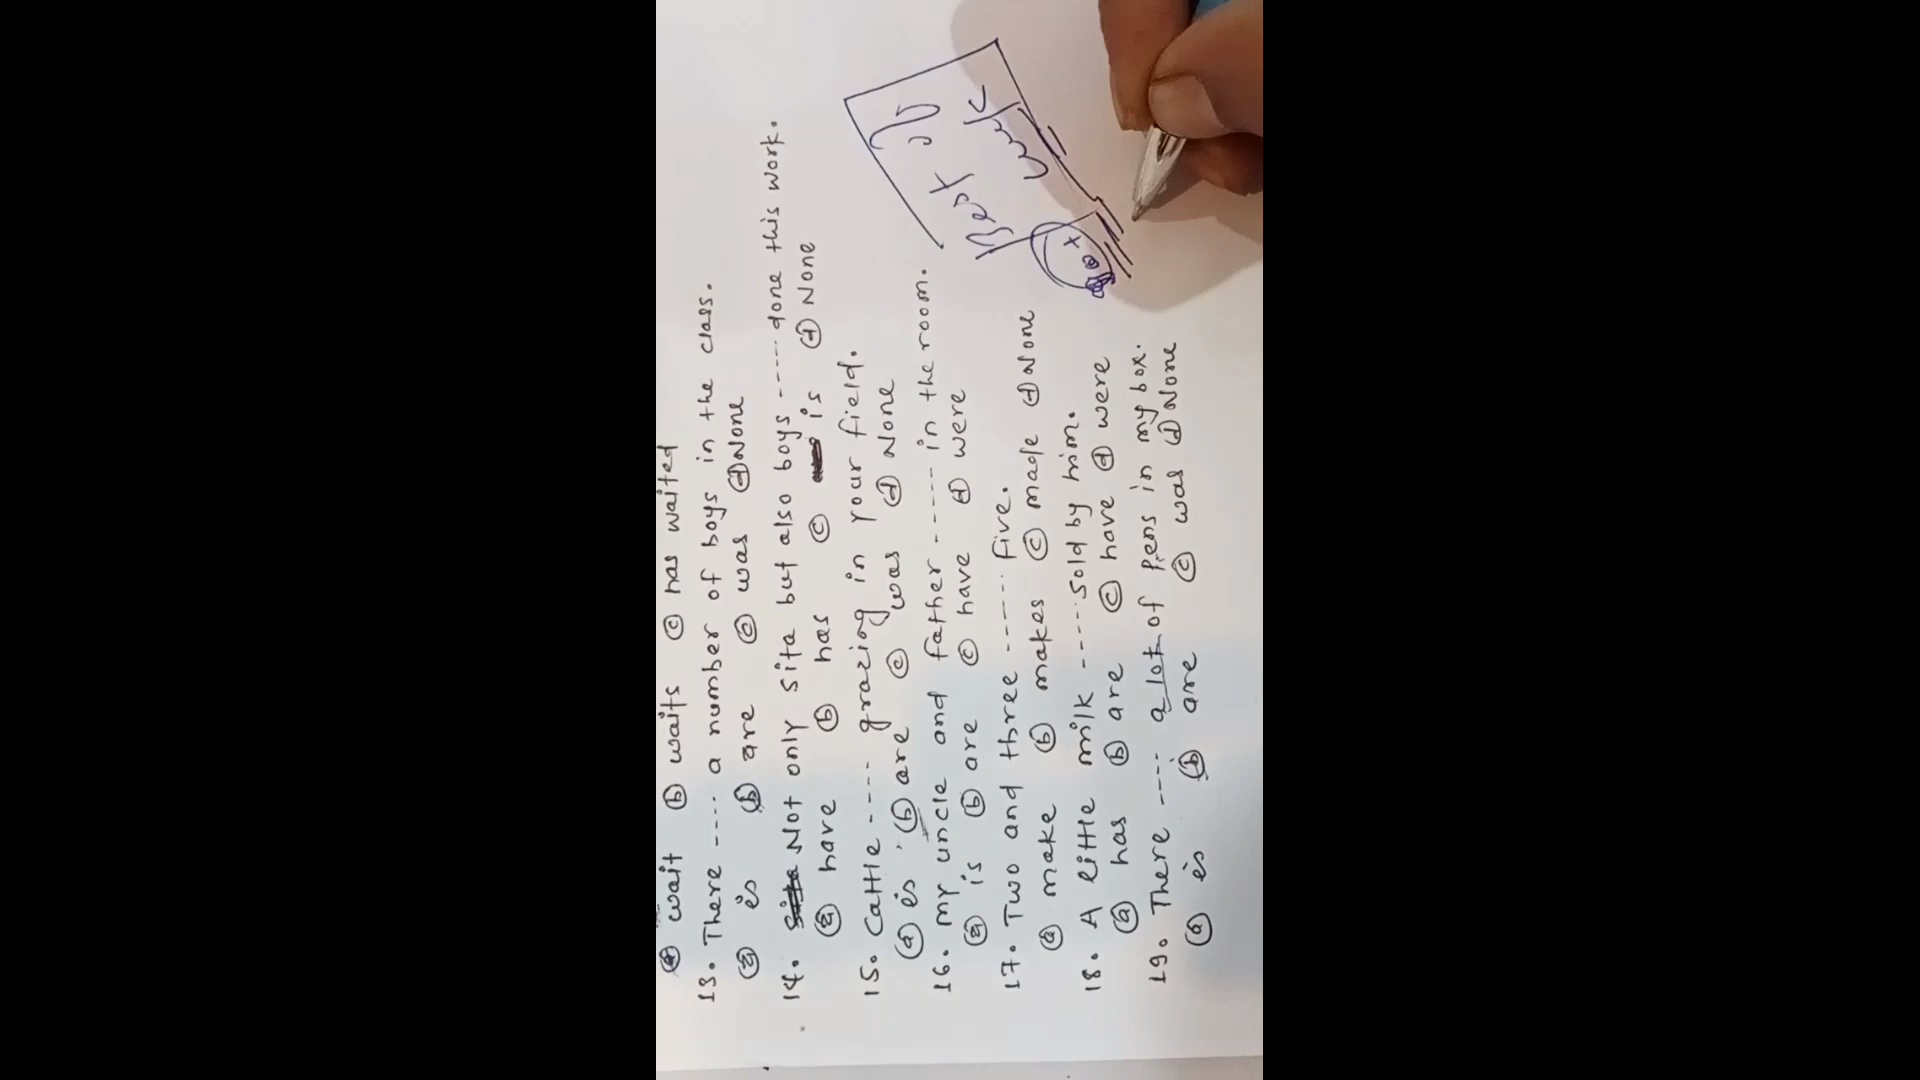 ⓐ wait ⓑ waits ⓒ has waited
13. There ---- a number of boys in the class.
ⓐ is ⓑ are ⓒ was ⓓ None
14. Not only sita but also boys ----- done this work.
ⓐ have ⓑ has ⓒ is ⓓ None
15. Cattle ---- grazing in your field.
ⓐ is ⓑ are ⓒ was ⓓ None
16. My uncle and father ----- in the room.
ⓐ is ⓑ are ⓒ have ⓓ were
17. Two and three ----- five.
ⓐ make ⓑ makes ⓒ made ⓓ None
18. A little milk ----- sold by him.
ⓐ has ⓑ are ⓒ have ⓓ were
19. There ---- a lot of pens in my box.
ⓐ is ⓑ are ⓒ was ⓓ None
Best of
Luck